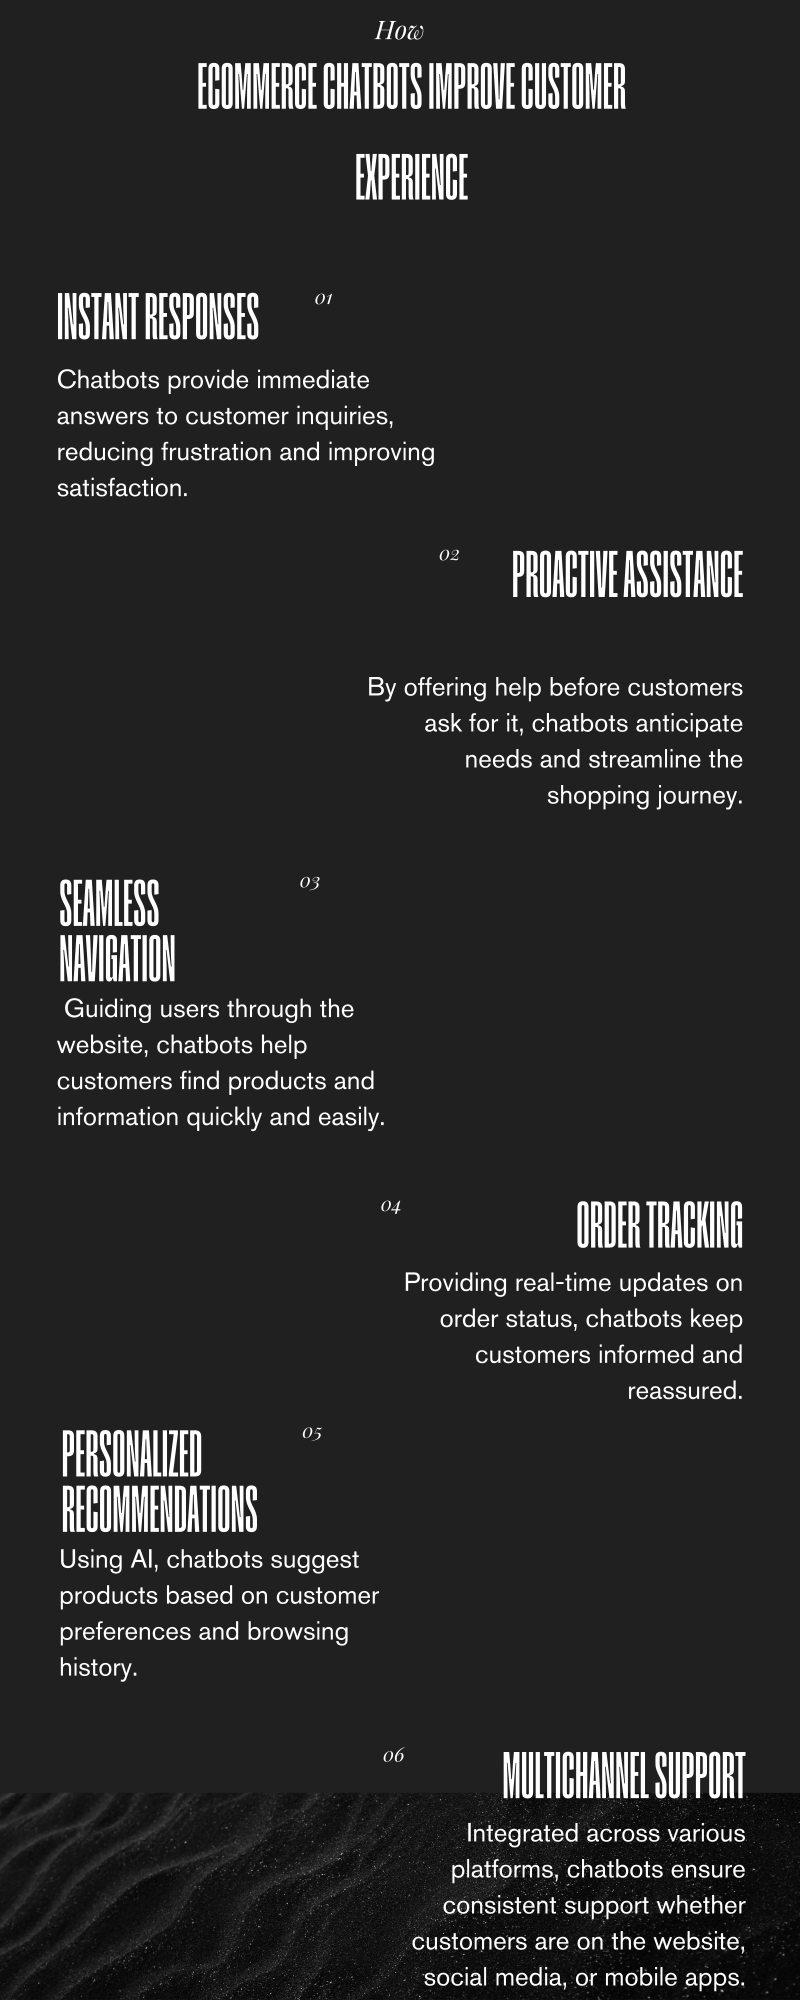 How
ECOMMERCE CHATBOTS IMPROVE CUSTOMER
EXPERIENCE
INSTANT RESPONSES
01
Chatbots provide immediate
answers to customer inquiries,
reducing frustration and improving
satisfaction.
02
PROACTIVE ASSISTANCE
By offering help before customers
ask for it, chatbots anticipate
needs and streamline the
shopping journey.
03
SEAMLESS
NAVIGATION
Guiding users through the
website, chatbots help
customers find products and
information quickly and easily.
04
ORDER TRACKING
Providing real-time updates on
order status, chatbots keep
customers informed and
reassured.
05
PERSONALIZED
RECOMMENDATIONS
Using AI, chatbots suggest
products based on customer
preferences and browsing
history.
06
MULTICHANNEL SUPPORT
Integrated across various
platforms, chatbots ensure
consistent support whether
customers are on the website,
social media, or mobile apps.